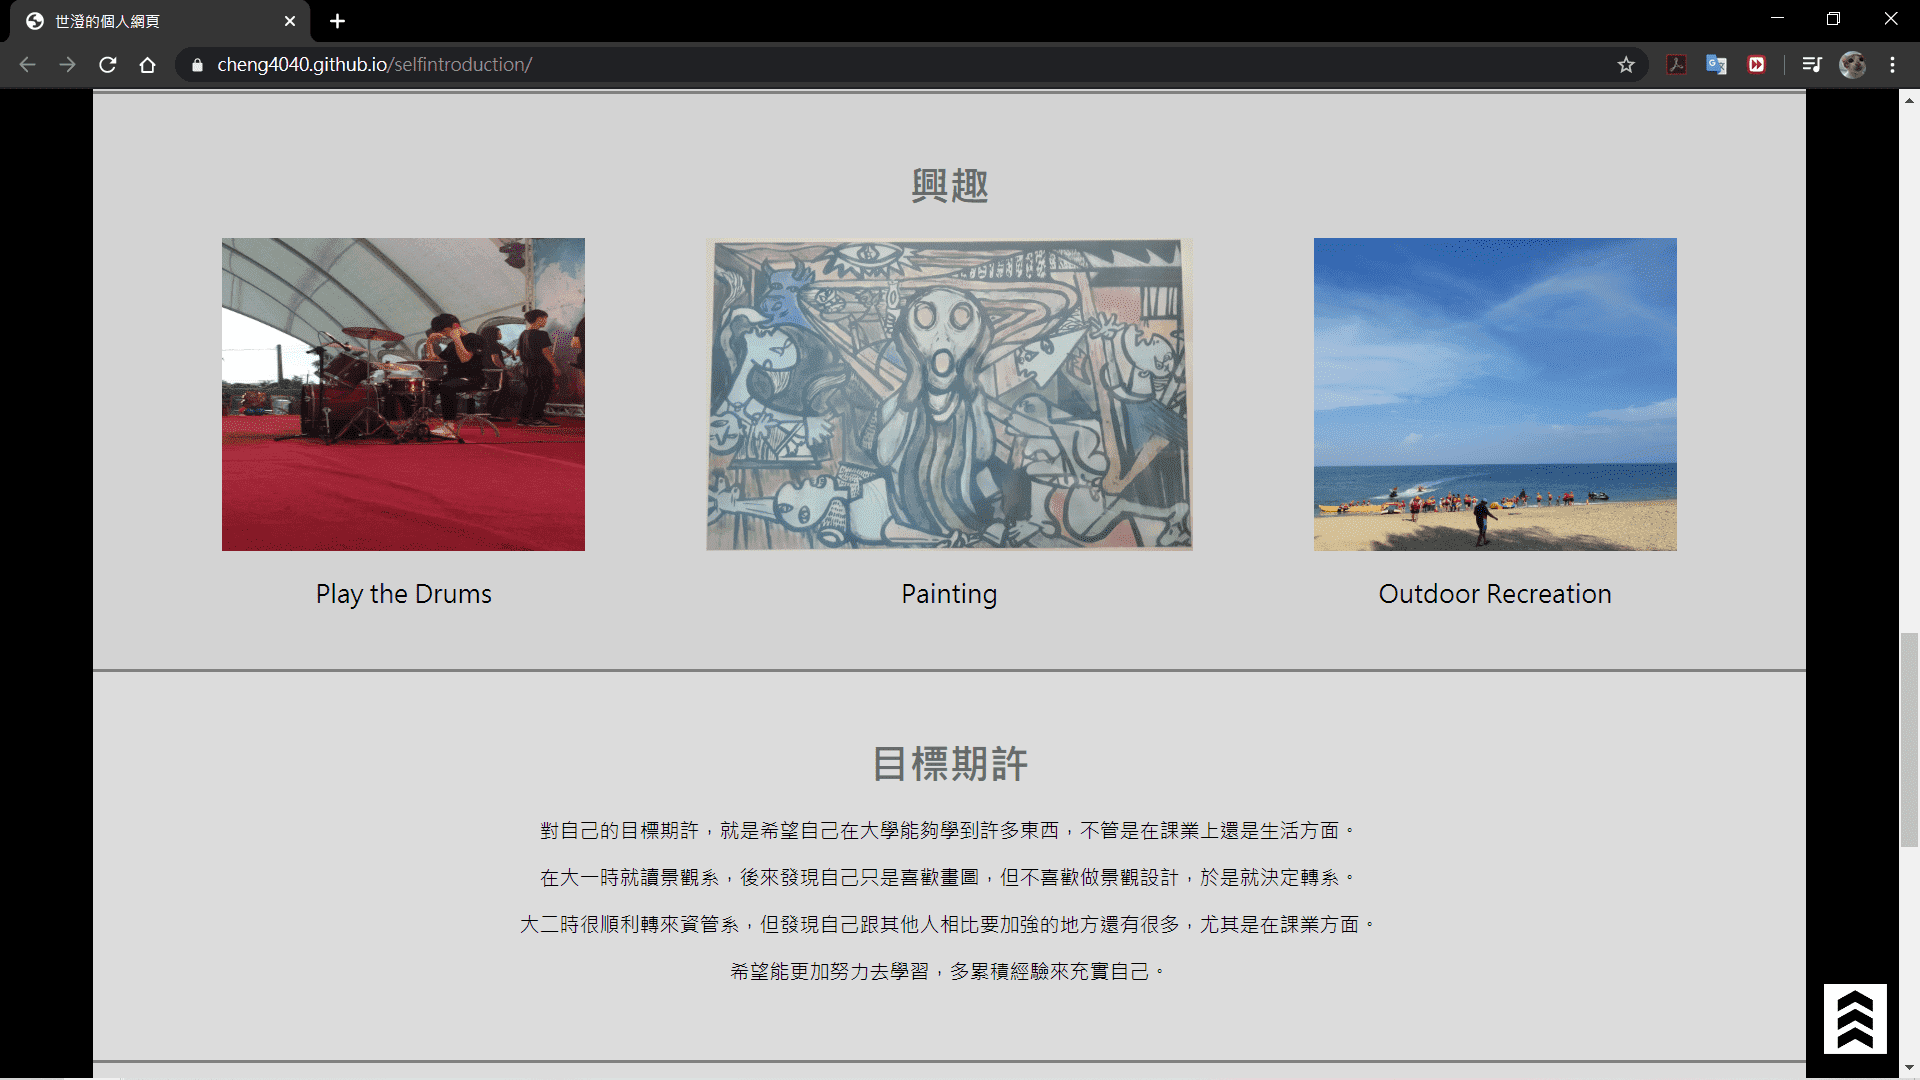 世澄的個人網頁
cheng4040.github.io/selfintroduction/
興趣
Play the Drums
Painting
Outdoor Recreation
目標期許
對自己的目標期許，就是希望自己在大學能夠學到許多東西，不管是在課業上還是生活方面。
在大一時就讀景觀系，後來發現自己只是喜歡畫圖，但不喜歡做景觀設計，於是就決定轉系。
大二時很順利轉來資管系，但發現自己跟其他人相比要加強的地方還有很多，尤其是在課業方面。
希望能更加努力去學習，多累積經驗來充實自己。